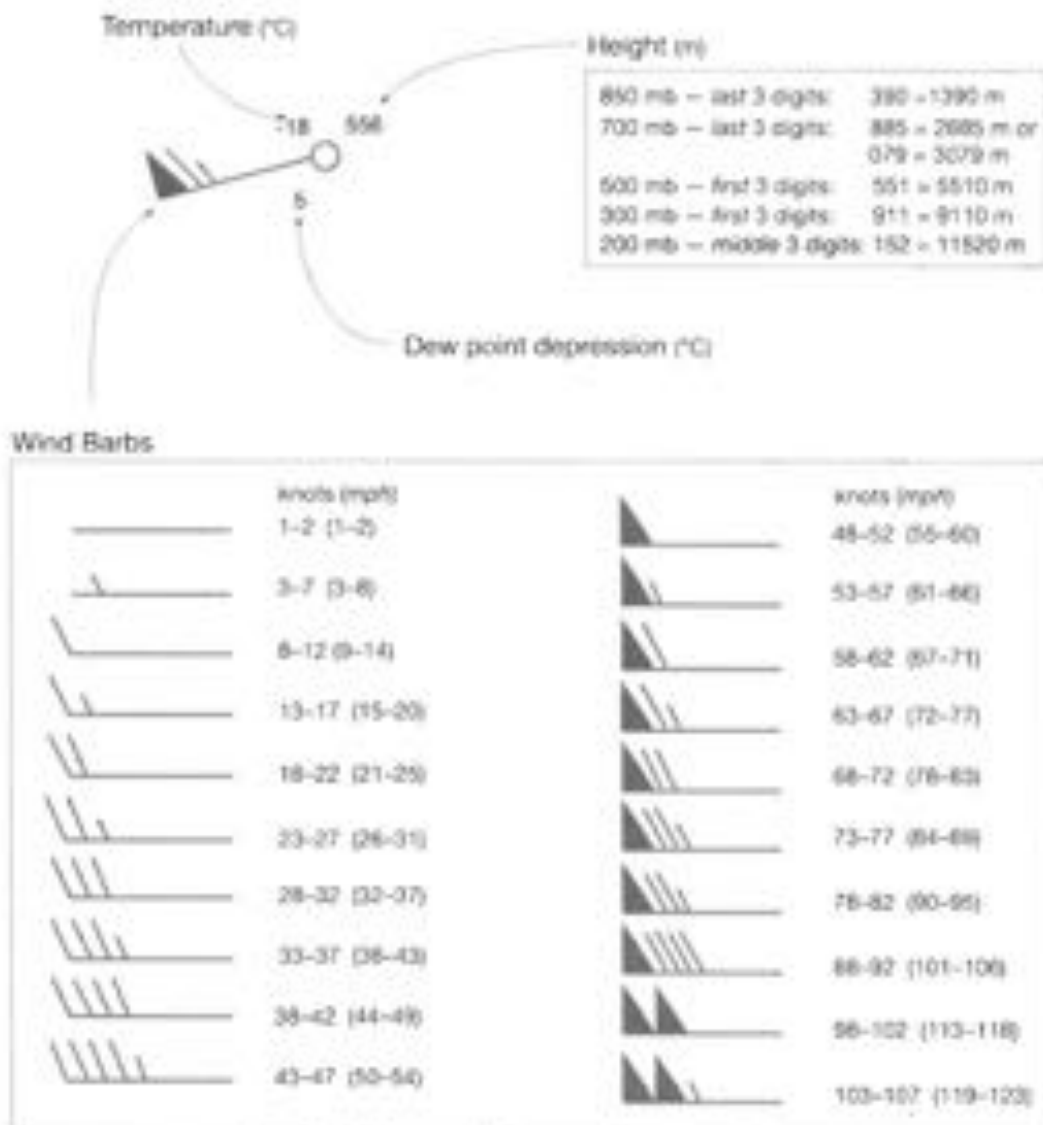 Temperature (°C)
Height (m)
850 mb – last 3 digits: 390 = 1390 m
700 mb – last 3 digits: 885 = 2885 m or
079 = 3079 m
500 mb – first 3 digits: 551 = 5510 m
300 mb – first 3 digits: 911 = 9110 m
200 mb – middle 3 digits: 152 = 11520 m
-18 556
5
Dew point depression (°C)
Wind Barbs
knots (mph) knots (mph)
1–2 (1–2) 48–52 (55–60)
3–7 (3–8) 53–57 (61–66)
8–12 (9–14) 58–62 (67–71)
13–17 (15–20) 63–67 (72–77)
18–22 (21–25) 68–72 (78–83)
23–27 (26–31) 73–77 (84–89)
28–32 (32–37) 78–82 (90–95)
33–37 (38–43) 88–92 (101–106)
38–42 (44–49) 98–102 (113–118)
43–47 (50–54) 103–107 (119–123)